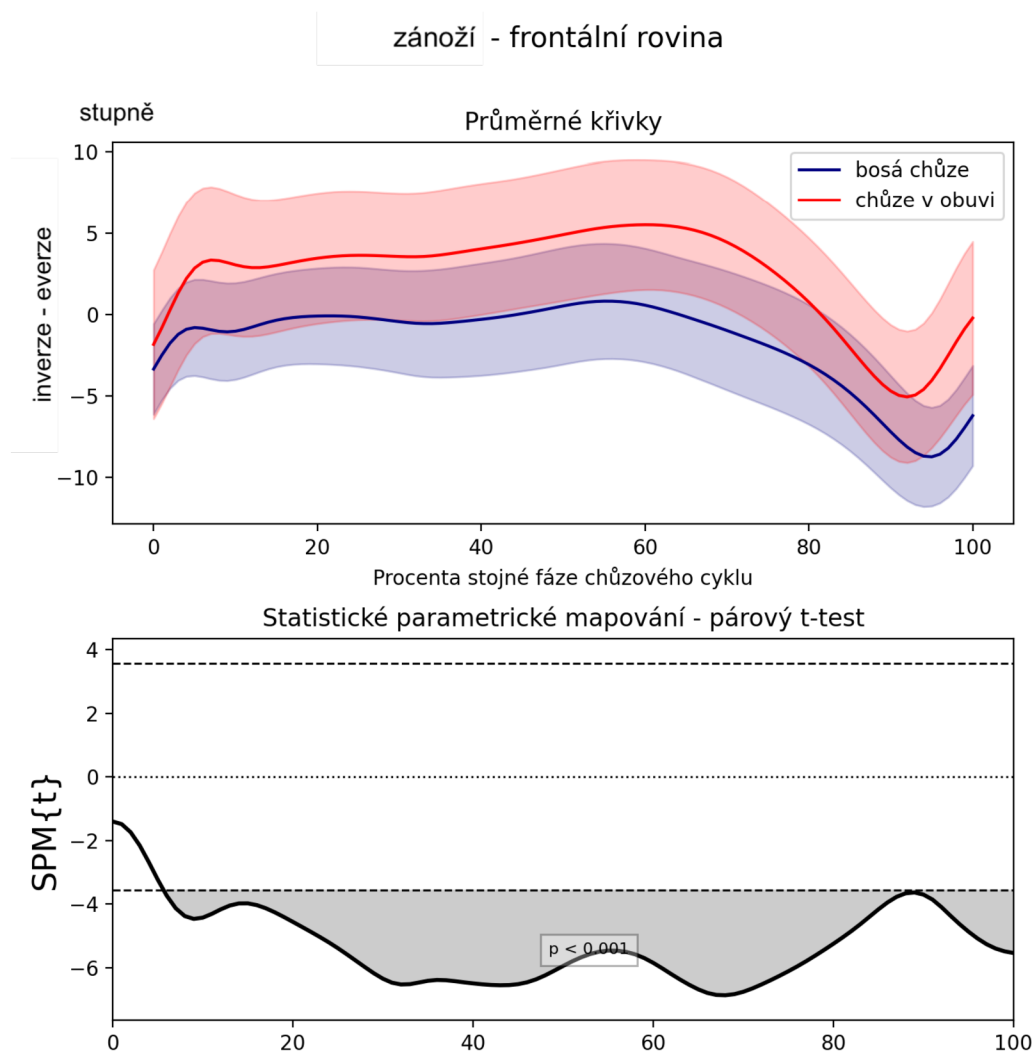 zánoží - frontální rovina
stupně
Průměrné křivky
inverze - everze
10
5
0
−5
−10
bosá chůze
chůze v obuvi
0 20 40 60 80 100
Procenta stojné fáze chůzového cyklu
Statistické parametrické mapování - párový t-test
SPM{t}
4
2
0
−2
−4
−6
p < 0.001
0 20 40 60 80 100